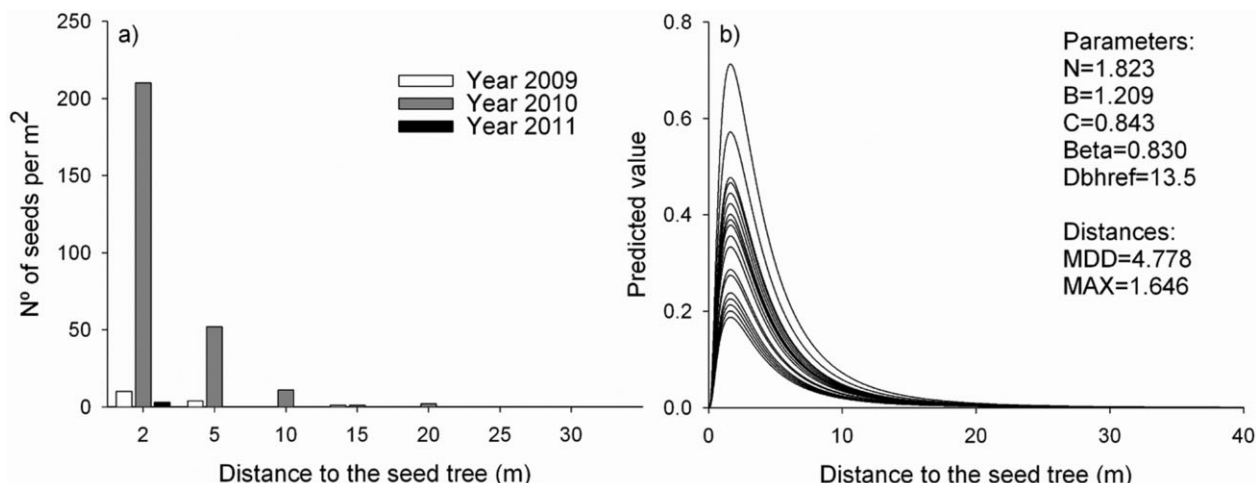 a)
250
200
150
100
50
0
Nº of seeds per m²
Year 2009
Year 2010
Year 2011
2 5 10 15 20 30
Distance to the seed tree (m)
b)
0.8
0.6
0.4
0.2
0.0
Predicted value
Parameters:
N=1.823
B=1.209
C=0.843
Beta=0.830
Dbhref=13.5
Distances:
MDD=4.778
MAX=1.646
0 10 20 30 40
Distance to the seed tree (m)